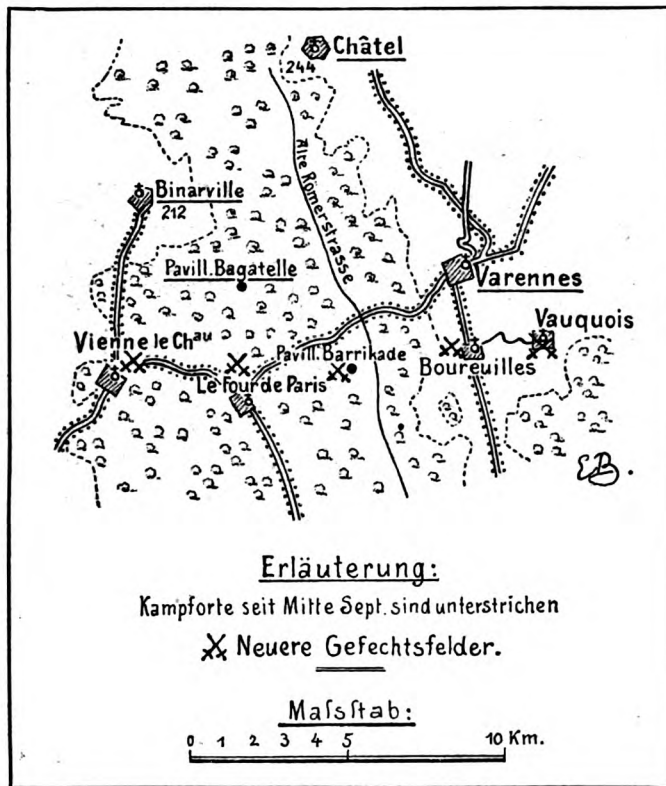 Châtel
244
Alte Römerstrasse
Binarville
212
Pavill. Bagatelle
Varennes
Vienne le Chau
Vauquois
Pavill. Barrikade
Boureuilles
Le Four de Paris
EB.
Erläuterung:
Kampforte seit Mitte Sept. sind unterstrichen
Neuere Gefechtsfelder.
Maſsſtab:
0 1 2 3 4 5 10 Km.